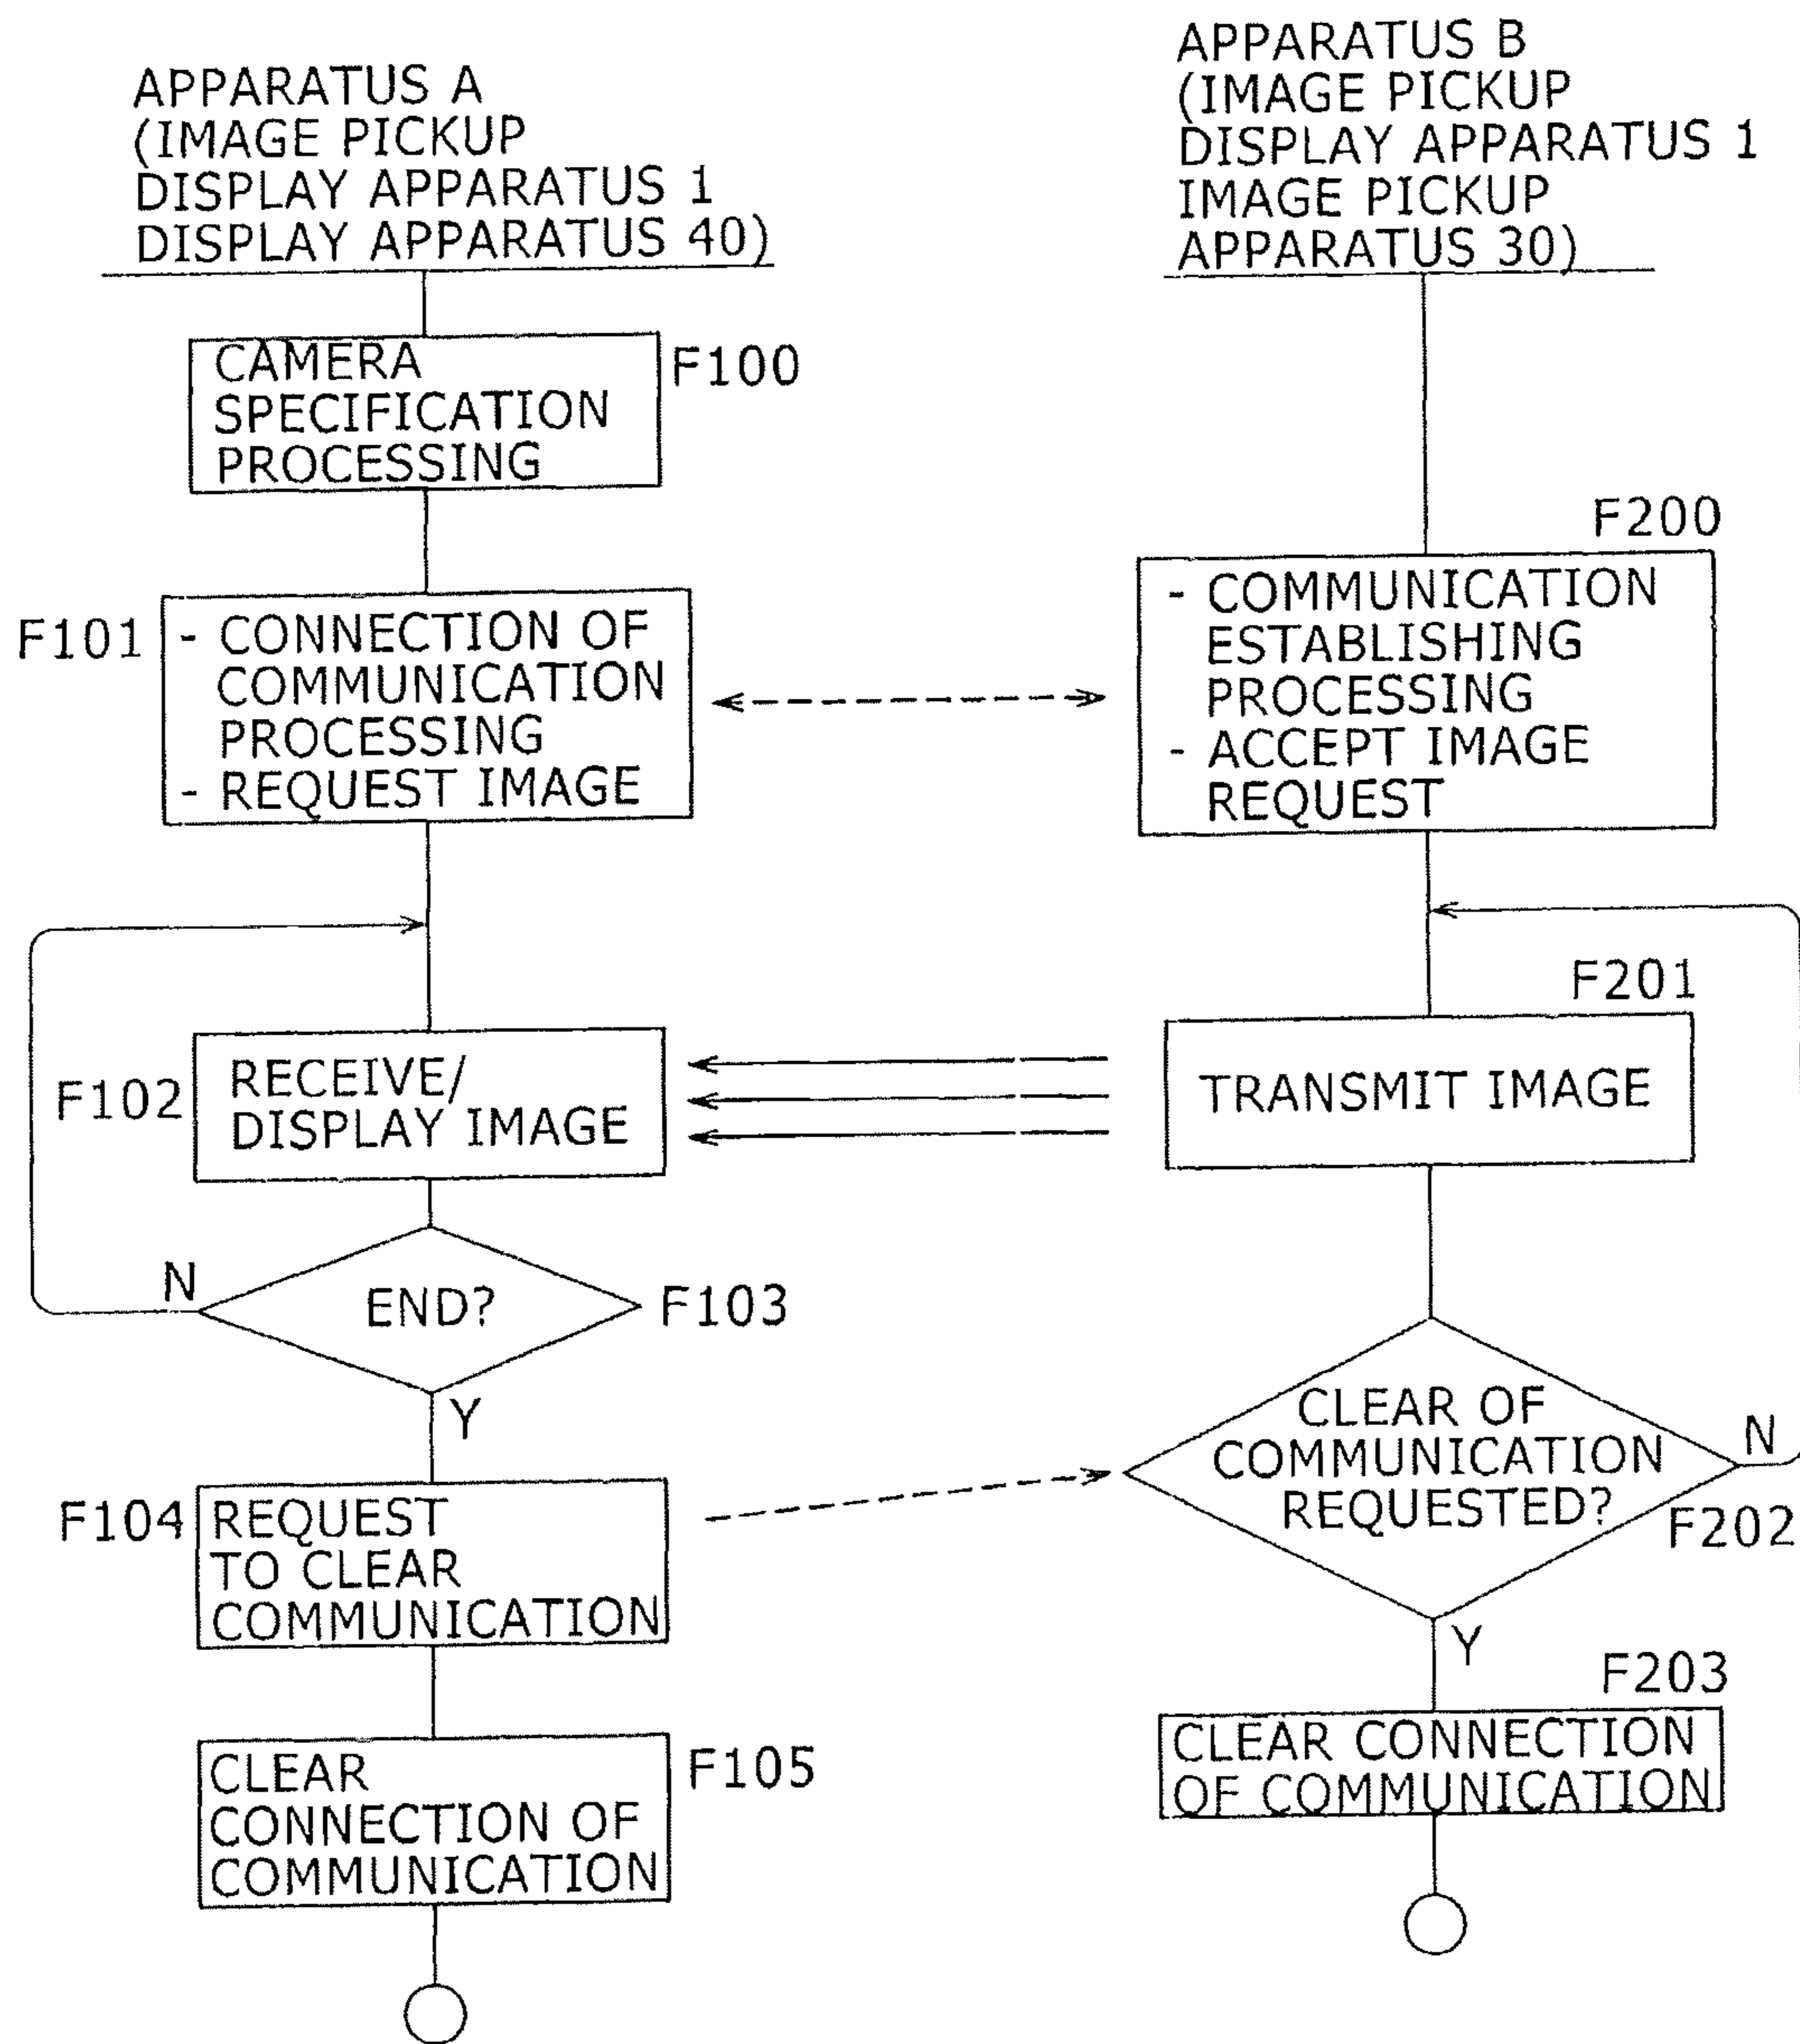 APPARATUS A
(IMAGE PICKUP
DISPLAY APPARATUS 1
DISPLAY APPARATUS 40)
CAMERA
SPECIFICATION
PROCESSING
F100
F101
- CONNECTION OF
COMMUNICATION
PROCESSING
- REQUEST IMAGE
F102
RECEIVE/
DISPLAY IMAGE
N
END?
F103
Y
F104
REQUEST
TO CLEAR
COMMUNICATION
CLEAR
CONNECTION OF
COMMUNICATION
F105
APPARATUS B
(IMAGE PICKUP
DISPLAY APPARATUS 1
IMAGE PICKUP
APPARATUS 30)
F200
- COMMUNICATION
ESTABLISHING
PROCESSING
- ACCEPT IMAGE
REQUEST
F201
TRANSMIT IMAGE
CLEAR OF
COMMUNICATION
REQUESTED?
N
F202
Y
F203
CLEAR CONNECTION
OF COMMUNICATION